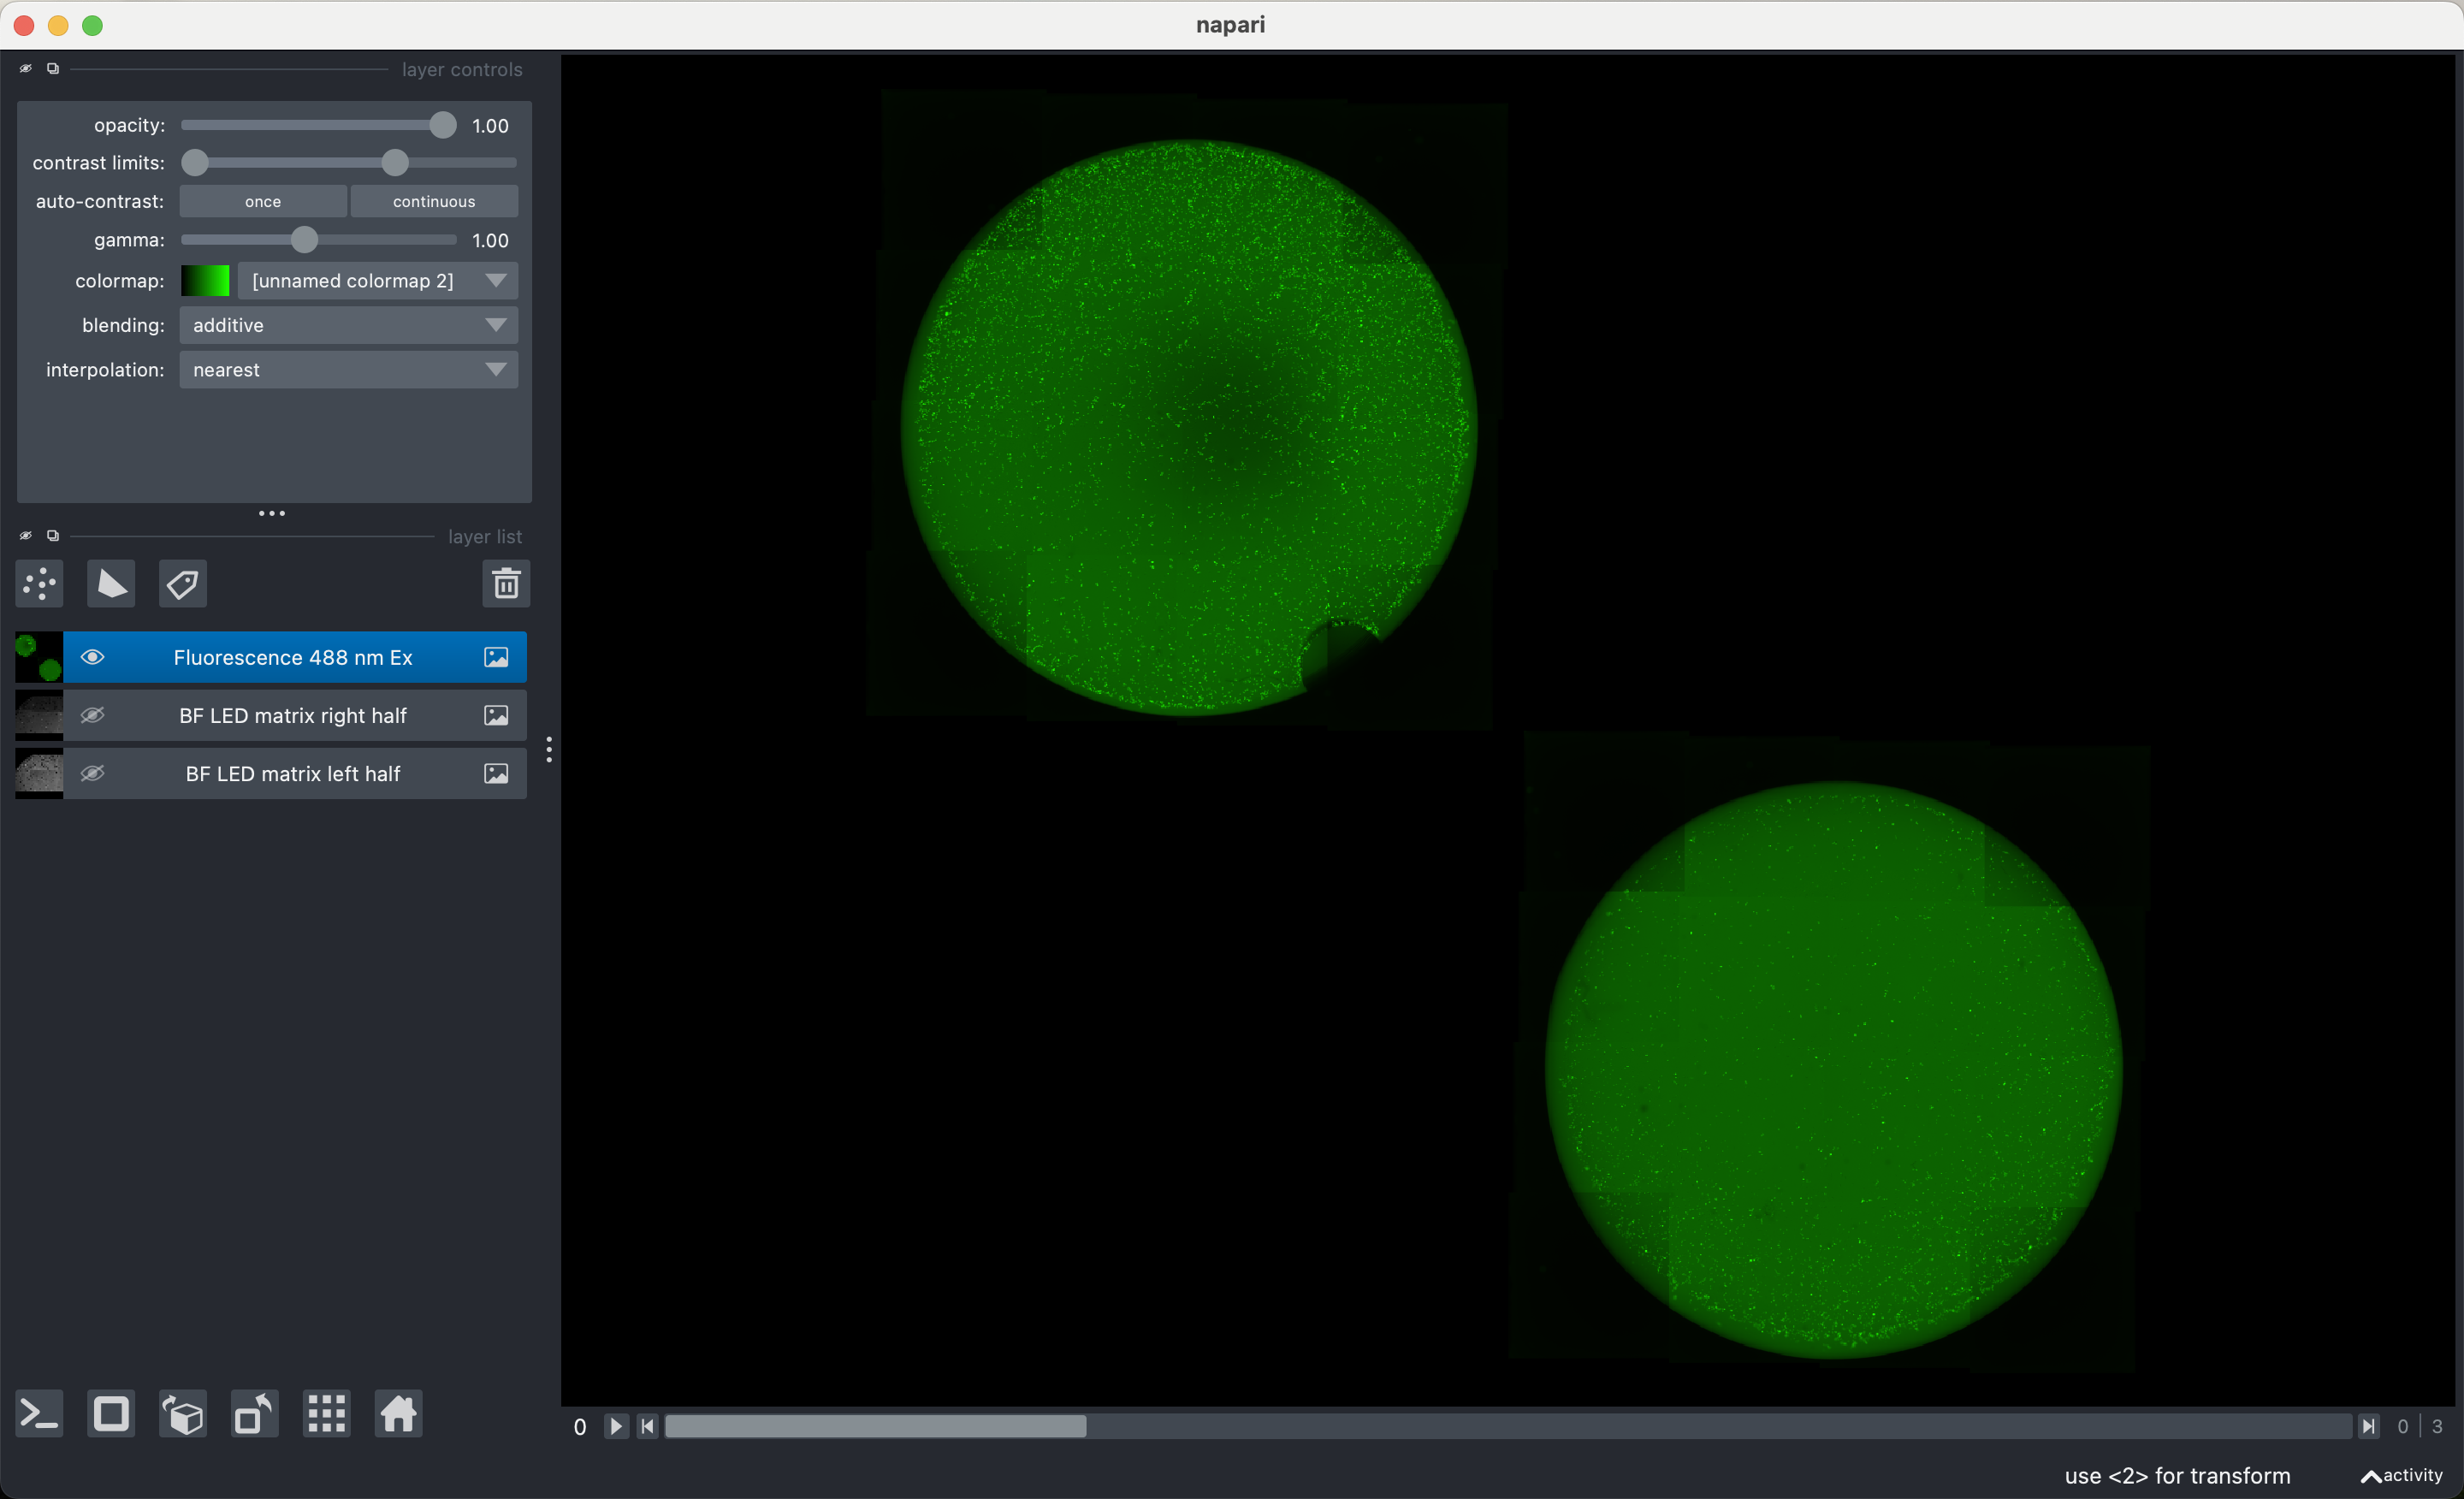 napari
layer controls
opacity: 1.00
contrast limits:
auto-contrast: once continuous
gamma: 1.00
colormap: [unnamed colormap 2]
blending: additive
interpolation: nearest
layer list
Fluorescence 488 nm Ex
BF LED matrix right half
BF LED matrix left half
0 0 3
use <2> for transform activity